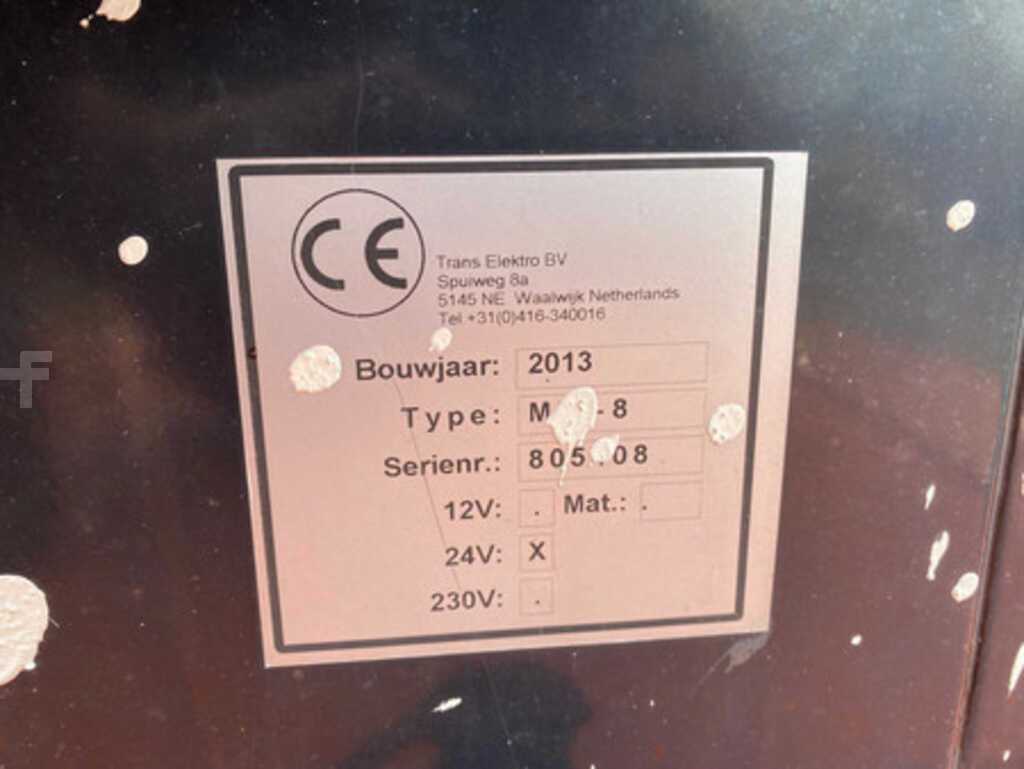 CE
Trans Elektro BV
Spuiweg 8a
5145 NE Waalwijk Netherlands
Tel +31(0)416-340016
Bouwjaar: 2013
Type:
Serienr.:
12V: . Mat.: .
24V: X
230V: .